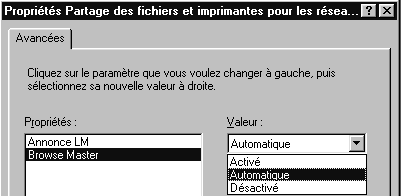 Propriétés Partage des fichiers et imprimantes pour les résea...
Avancées
Cliquez sur le paramètre que vous voulez changer à gauche, puis
sélectionnez sa nouvelle valeur à droite.
Propriétés :
Annonce LM
Browse Master
Valeur :
Automatique
Activé
Automatique
Désactivé